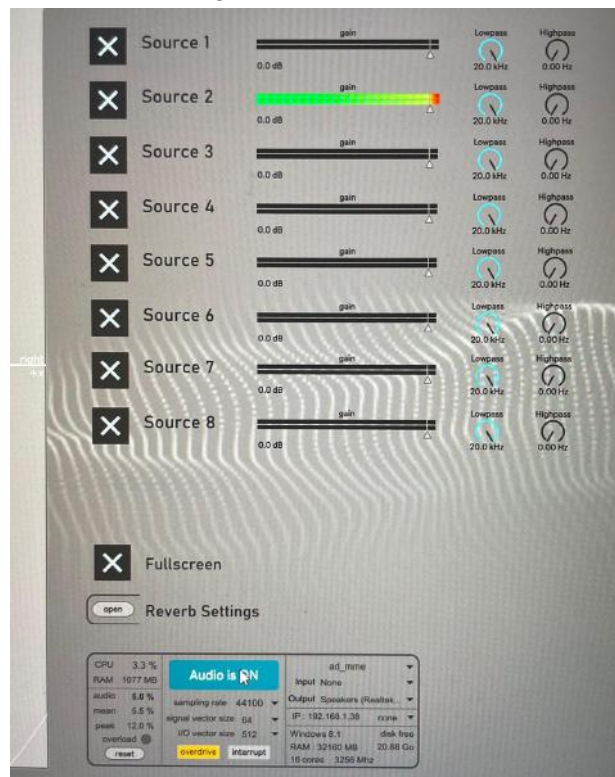 Source 1
gain
0.0 dB
Lowpass
20.0 kHz
Highpass
0.00 Hz
Source 2
gain
0.0 dB
Lowpass
20.0 kHz
Highpass
0.00 Hz
Source 3
gain
0.0 dB
Lowpass
20.0 kHz
Highpass
0.00 Hz
Source 4
gain
0.0 dB
Lowpass
20.0 kHz
Highpass
0.00 Hz
Source 5
gain
0.0 dB
Lowpass
20.0 kHz
Highpass
0.00 Hz
Source 6
gain
0.0 dB
Lowpass
20.0 kHz
Highpass
0.00 Hz
right
+x
Source 7
gain
0.0 dB
Lowpass
20.0 kHz
Highpass
0.00 Hz
Source 8
gain
0.0 dB
Lowpass
20.0 kHz
Highpass
0.00 Hz
Fullscreen
open Reverb Settings
CPU 3.3 %
RAM 1077 MB
audio 5.0 %
mean 5.5 %
peak 12.0 %
overload
reset
Audio is ON
sampling rate 44100
signal vector size 64
I/O vector size 512
overdrive interrupt
ad_mme
Input None
Output Speakers (Realtek...
IP : 192.168.1.38 none
Windows 8.1 disk free
RAM : 32160 MB 20.88 Go
16 cores 3256 Mhz